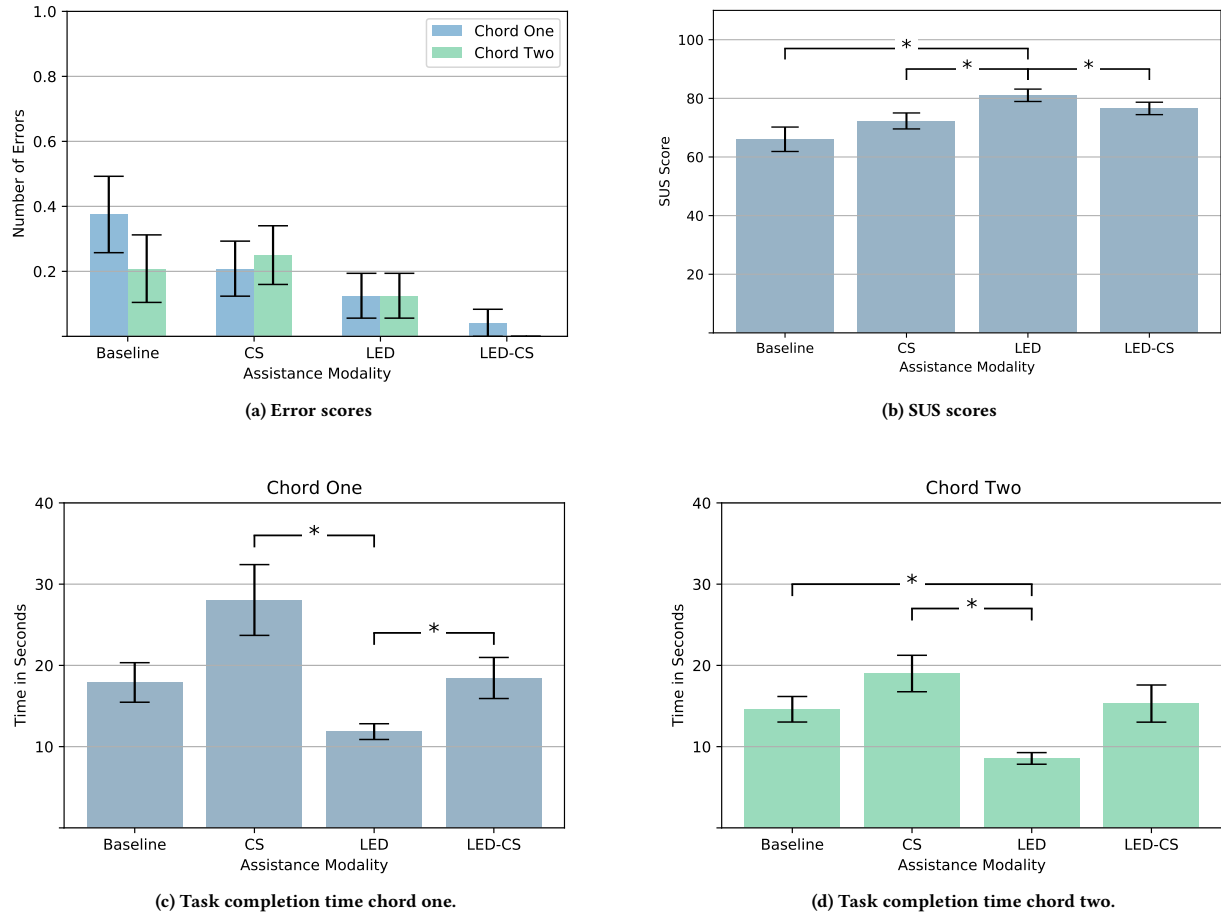 1.0
0.8
0.6
0.4
0.2
Number of Errors
Chord One
Chord Two
Baseline CS LED LED-CS
Assistance Modality
(a) Error scores
100
80
60
40
20
SUS Score
* * *
Baseline CS LED LED-CS
Assistance Modality
(b) SUS scores
Chord One
40
30
20
10
Time in Seconds
*
*
Baseline CS LED LED-CS
Assistance Modality
(c) Task completion time chord one.
Chord Two
40
30
20
10
Time in Seconds
*
*
Baseline CS LED LED-CS
Assistance Modality
(d) Task completion time chord two.